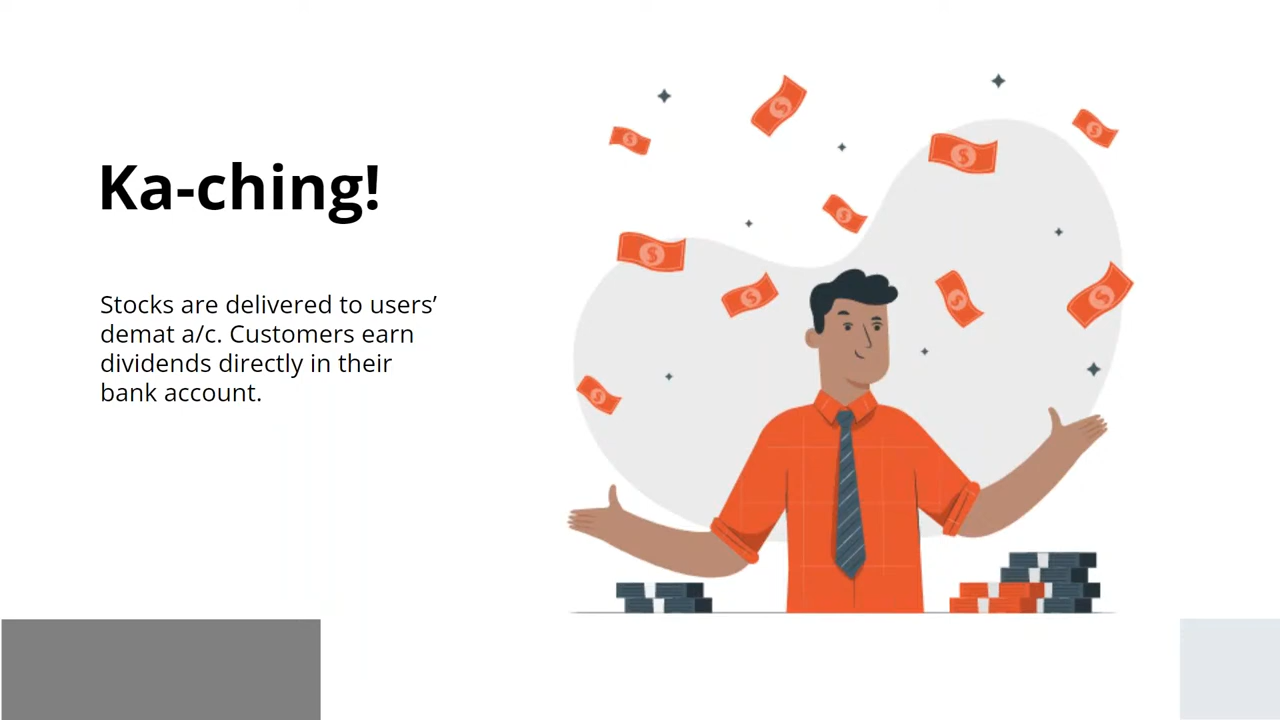 Ka-ching!
Stocks are delivered to users’
demat a/c. Customers earn
dividends directly in their
bank account.